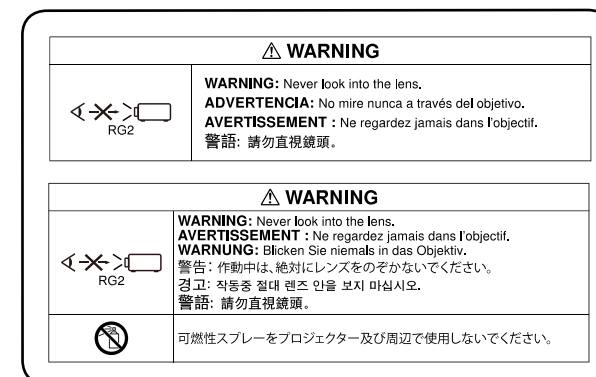 ⚠ WARNING
RG2
WARNING: Never look into the lens.
ADVERTENCIA: No mire nunca a través del objetivo.
AVERTISSEMENT : Ne regardez jamais dans l'objectif.
警語: 請勿直視鏡頭。
⚠ WARNING
RG2
WARNING: Never look into the lens.
AVERTISSEMENT : Ne regardez jamais dans l'objectif.
WARNUNG: Blicken Sie niemals in das Objektiv.
警告: 作動中は、絶対にレンズをのぞかないでください。
경고: 작동중 절대 렌즈 안을 보지 마십시오.
警語: 請勿直視鏡頭。
可燃性スプレーをプロジェクター及び周辺で使用しないでください。